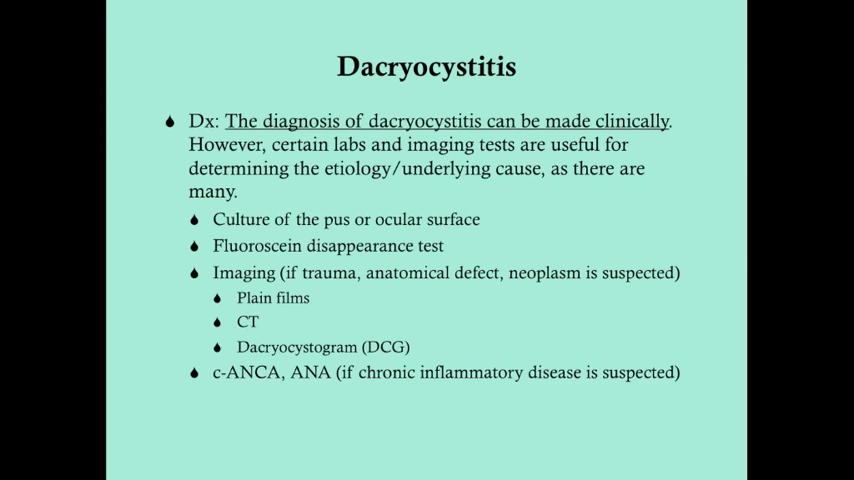 Dacryocystitis
Dx: The diagnosis of dacryocystitis can be made clinically.
However, certain labs and imaging tests are useful for
determining the etiology/underlying cause, as there are
many.
Culture of the pus or ocular surface
Fluoroscein disappearance test
Imaging (if trauma, anatomical defect, neoplasm is suspected)
Plain films
CT
Dacryocystogram (DCG)
c-ANCA, ANA (if chronic inflammatory disease is suspected)